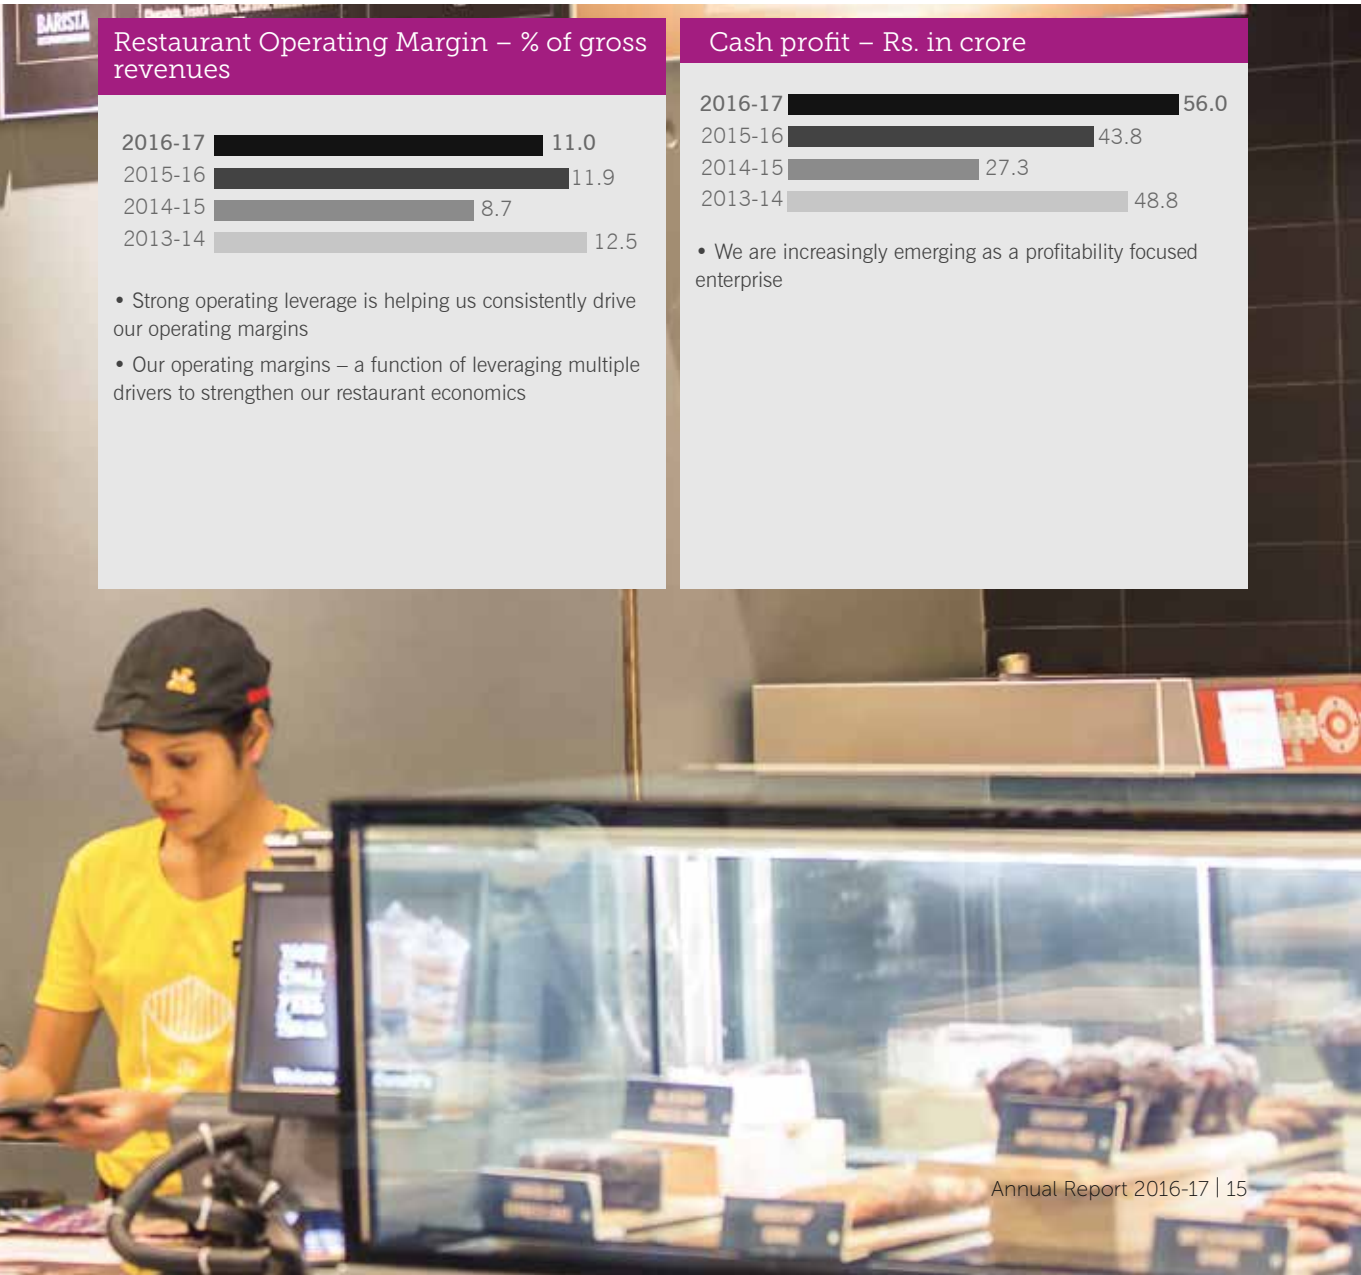 BARISTA
Restaurant Operating Margin – % of gross
revenues
2016-17 11.0
2015-16 11.9
2014-15 8.7
2013-14 12.5
• Strong operating leverage is helping us consistently drive
our operating margins
• Our operating margins – a function of leveraging multiple
drivers to strengthen our restaurant economics
Cash profit – Rs. in crore
2016-17 56.0
2015-16 43.8
2014-15 27.3
2013-14 48.8
• We are increasingly emerging as a profitability focused
enterprise
Annual Report 2016-17 | 15